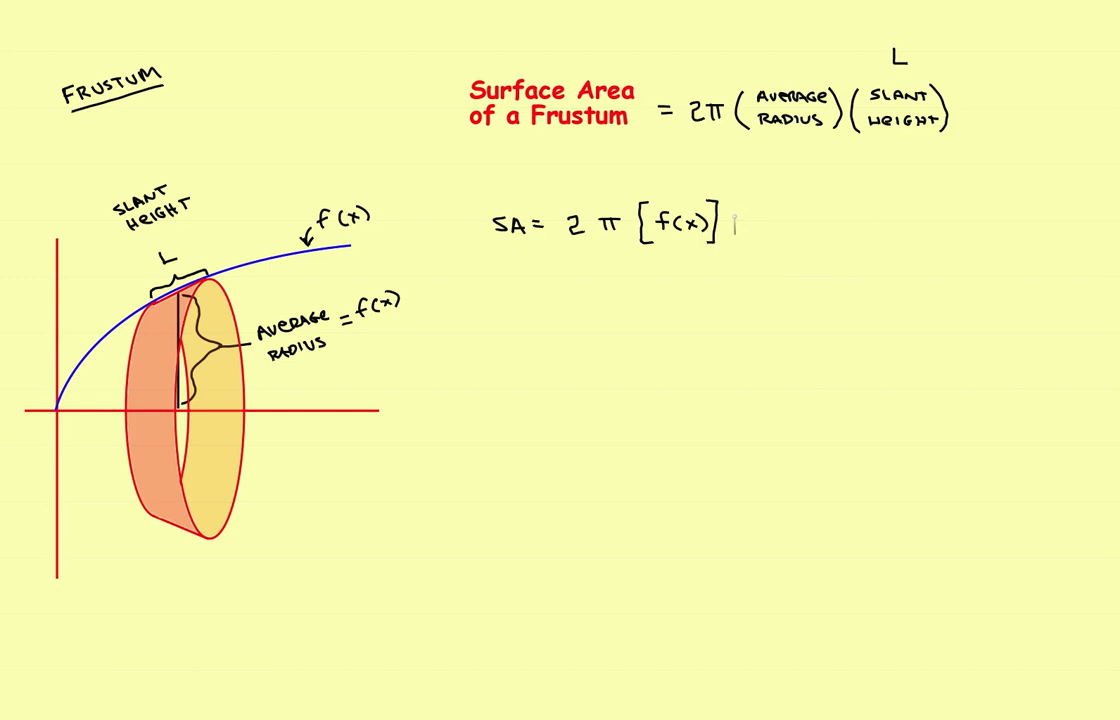 FRUSTUM
L
Surface Area
of a Frustum
= 2π (AVERAGE RADIUS) (SLANT HEIGHT)
SLANT
HEIGHT
f(x)
SA = 2 π [f(x)]
L
AVERAGE
RADIUS
= f(x)